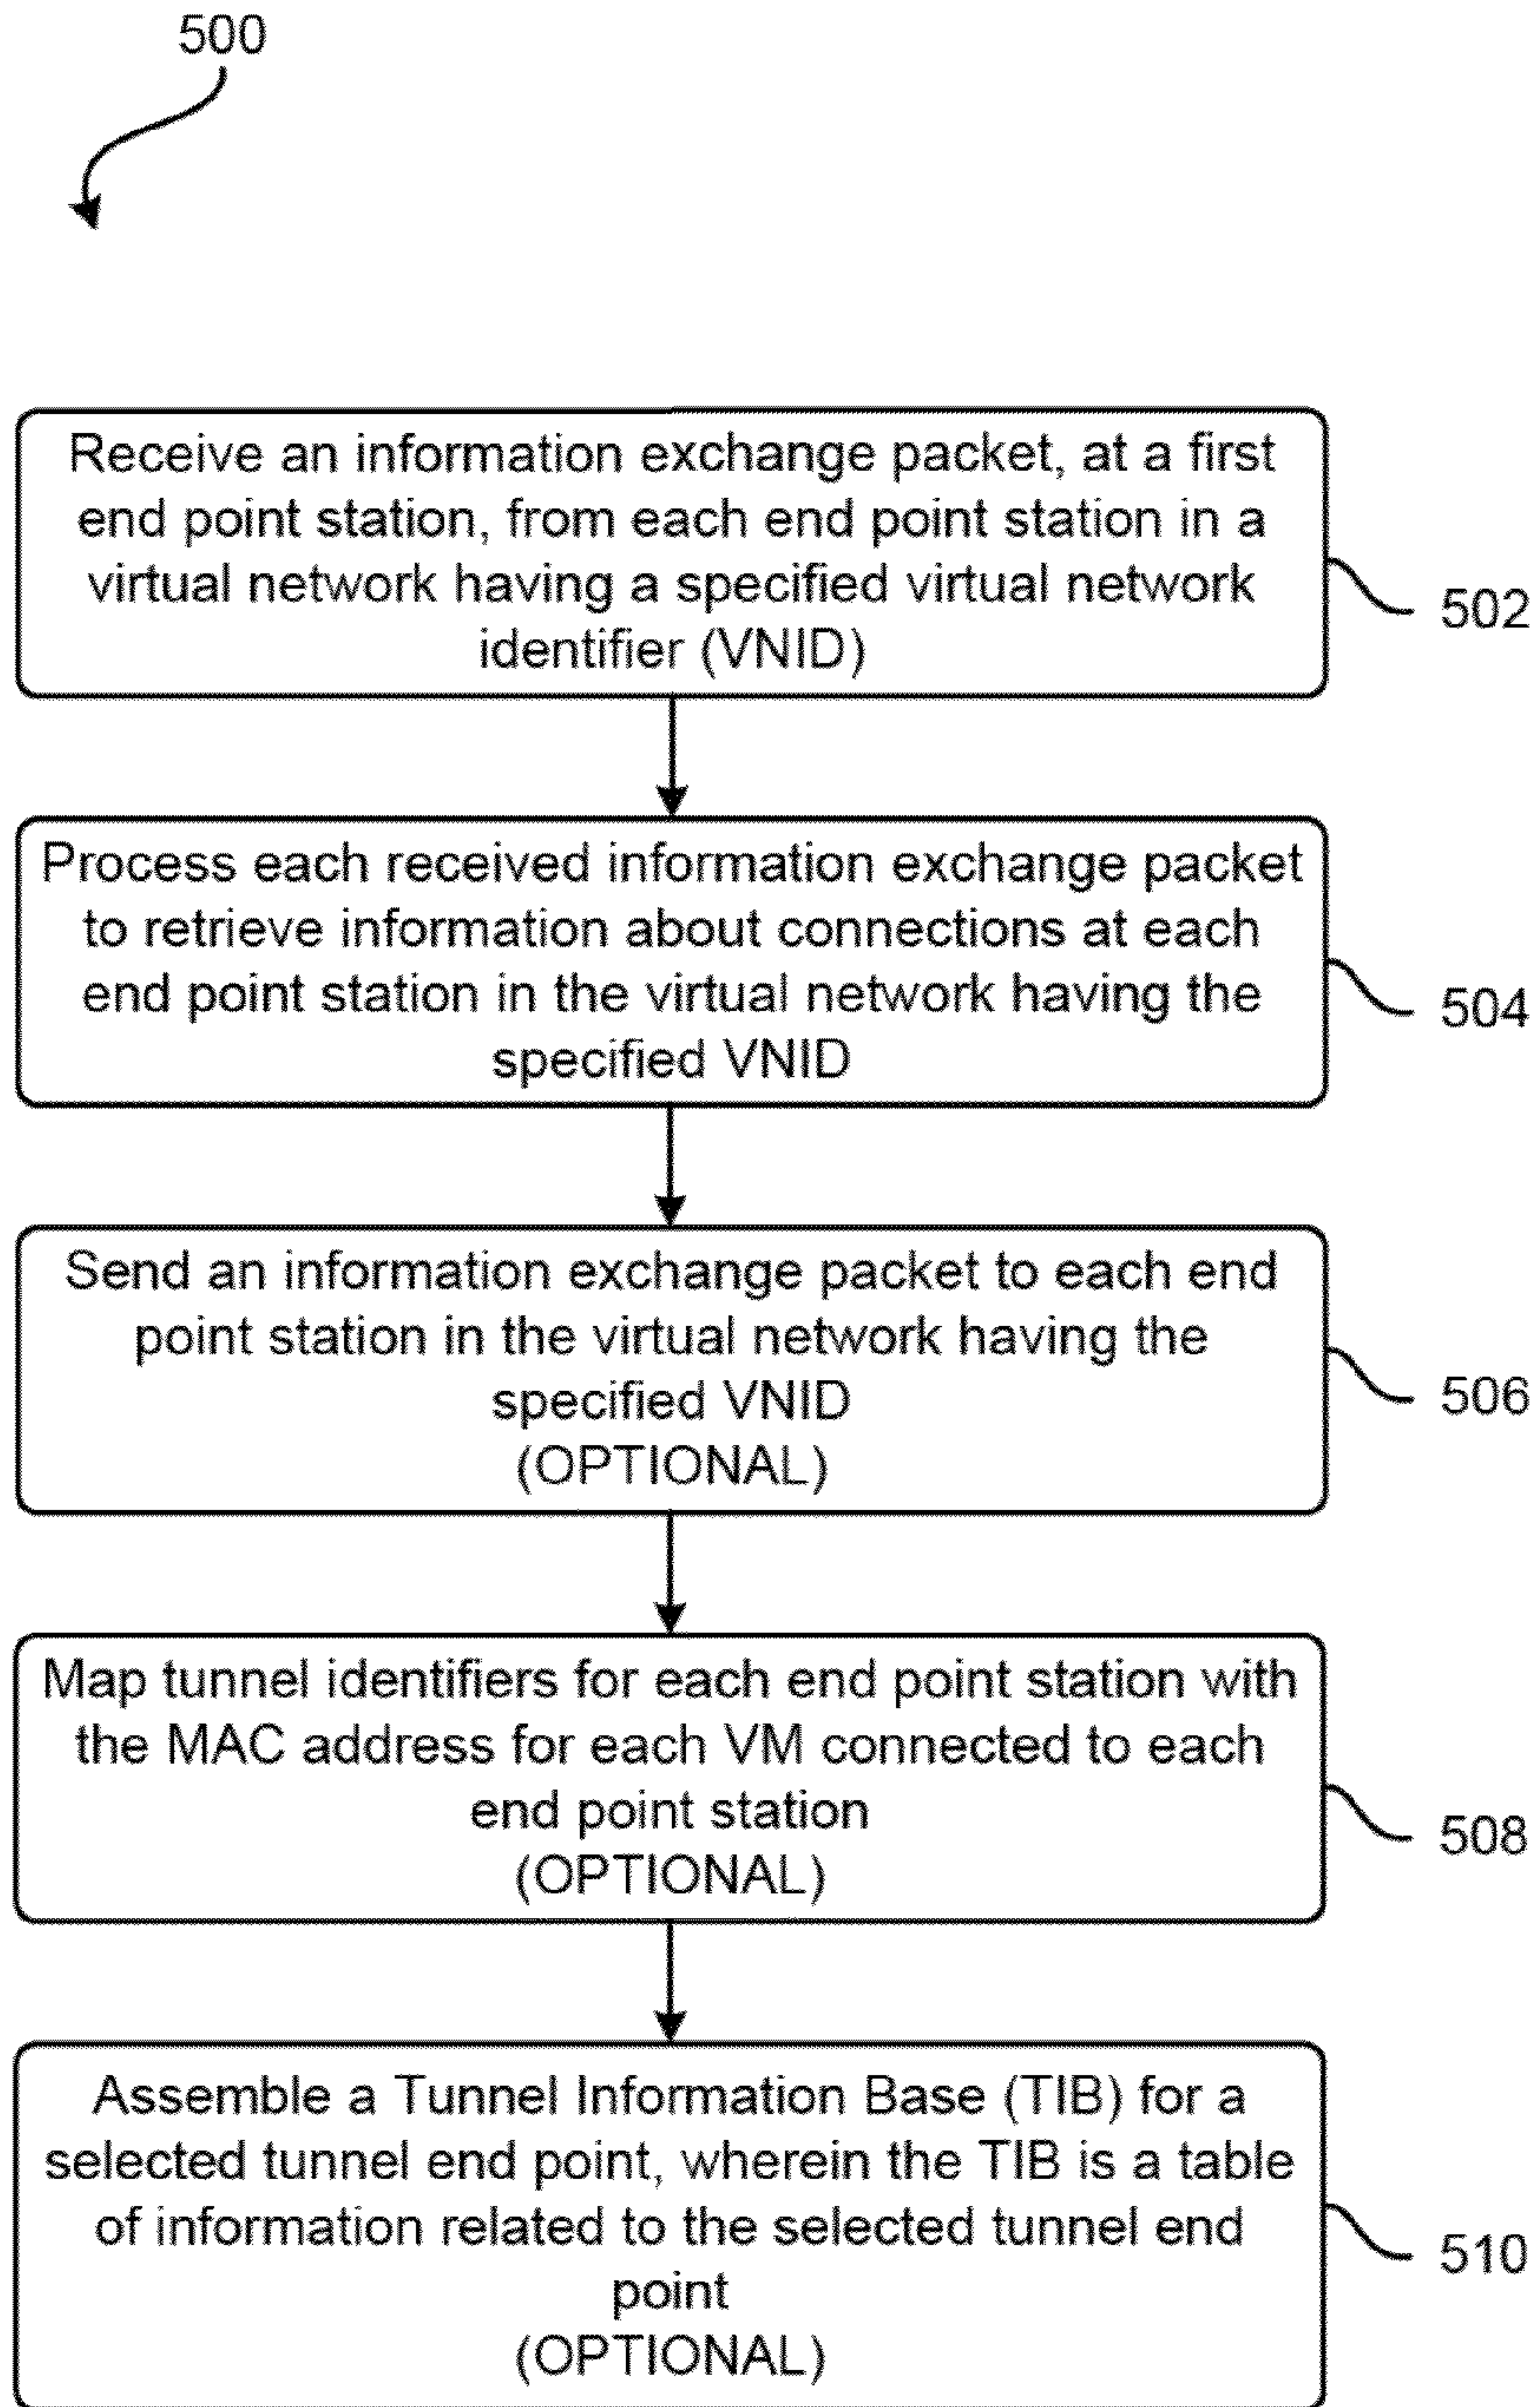 500
Receive an information exchange packet, at a first
end point station, from each end point station in a
virtual network having a specified virtual network
identifier (VNID)
502
Process each received information exchange packet
to retrieve information about connections at each
end point station in the virtual network having the
specified VNID
504
Send an information exchange packet to each end
point station in the virtual network having the
specified VNID
(OPTIONAL)
506
Map tunnel identifiers for each end point station with
the MAC address for each VM connected to each
end point station
(OPTIONAL)
508
Assemble a Tunnel Information Base (TIB) for a
selected tunnel end point, wherein the TIB is a table
of information related to the selected tunnel end
point
(OPTIONAL)
510